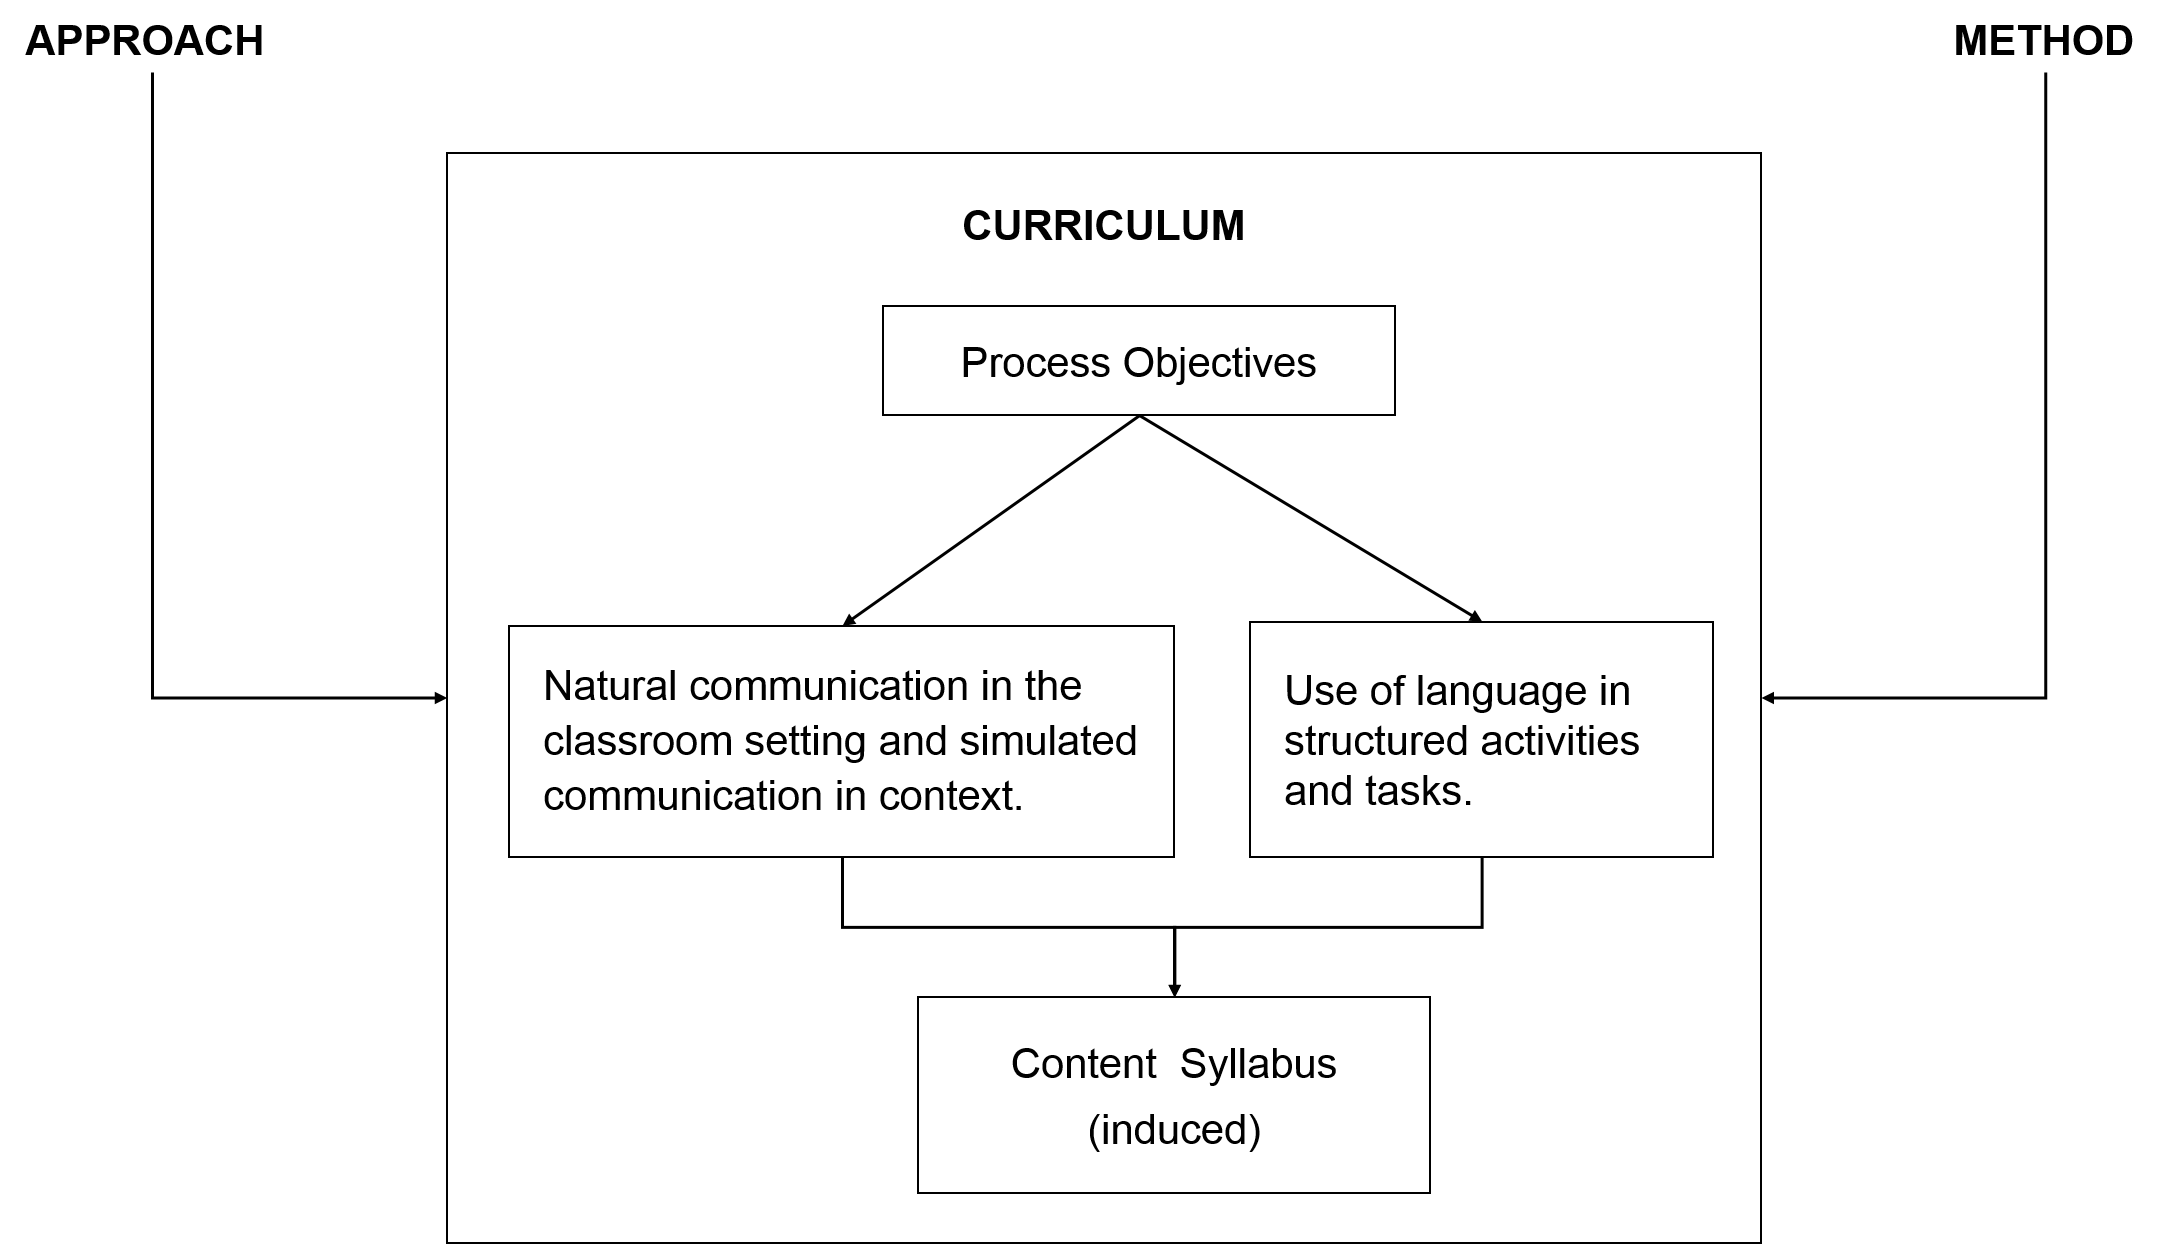 APPROACH
METHOD
CURRICULUM
Process Objectives
Natural communication in the
classroom setting and simulated
communication in context.
Use of language in
structured activities
and tasks.
Content  Syllabus
(induced)